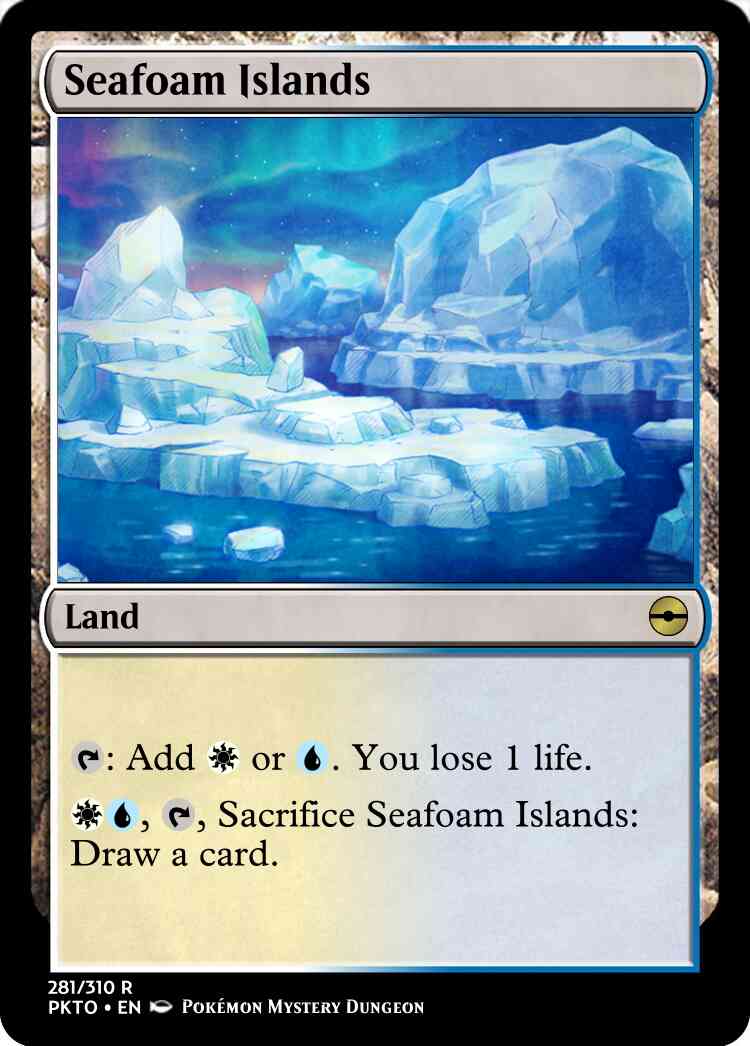 Seafoam Islands
Land
: Add or . You lose 1 life.
, , Sacrifice Seafoam Islands:
Draw a card.
281/310 R
PKTO • EN Pokémon Mystery Dungeon